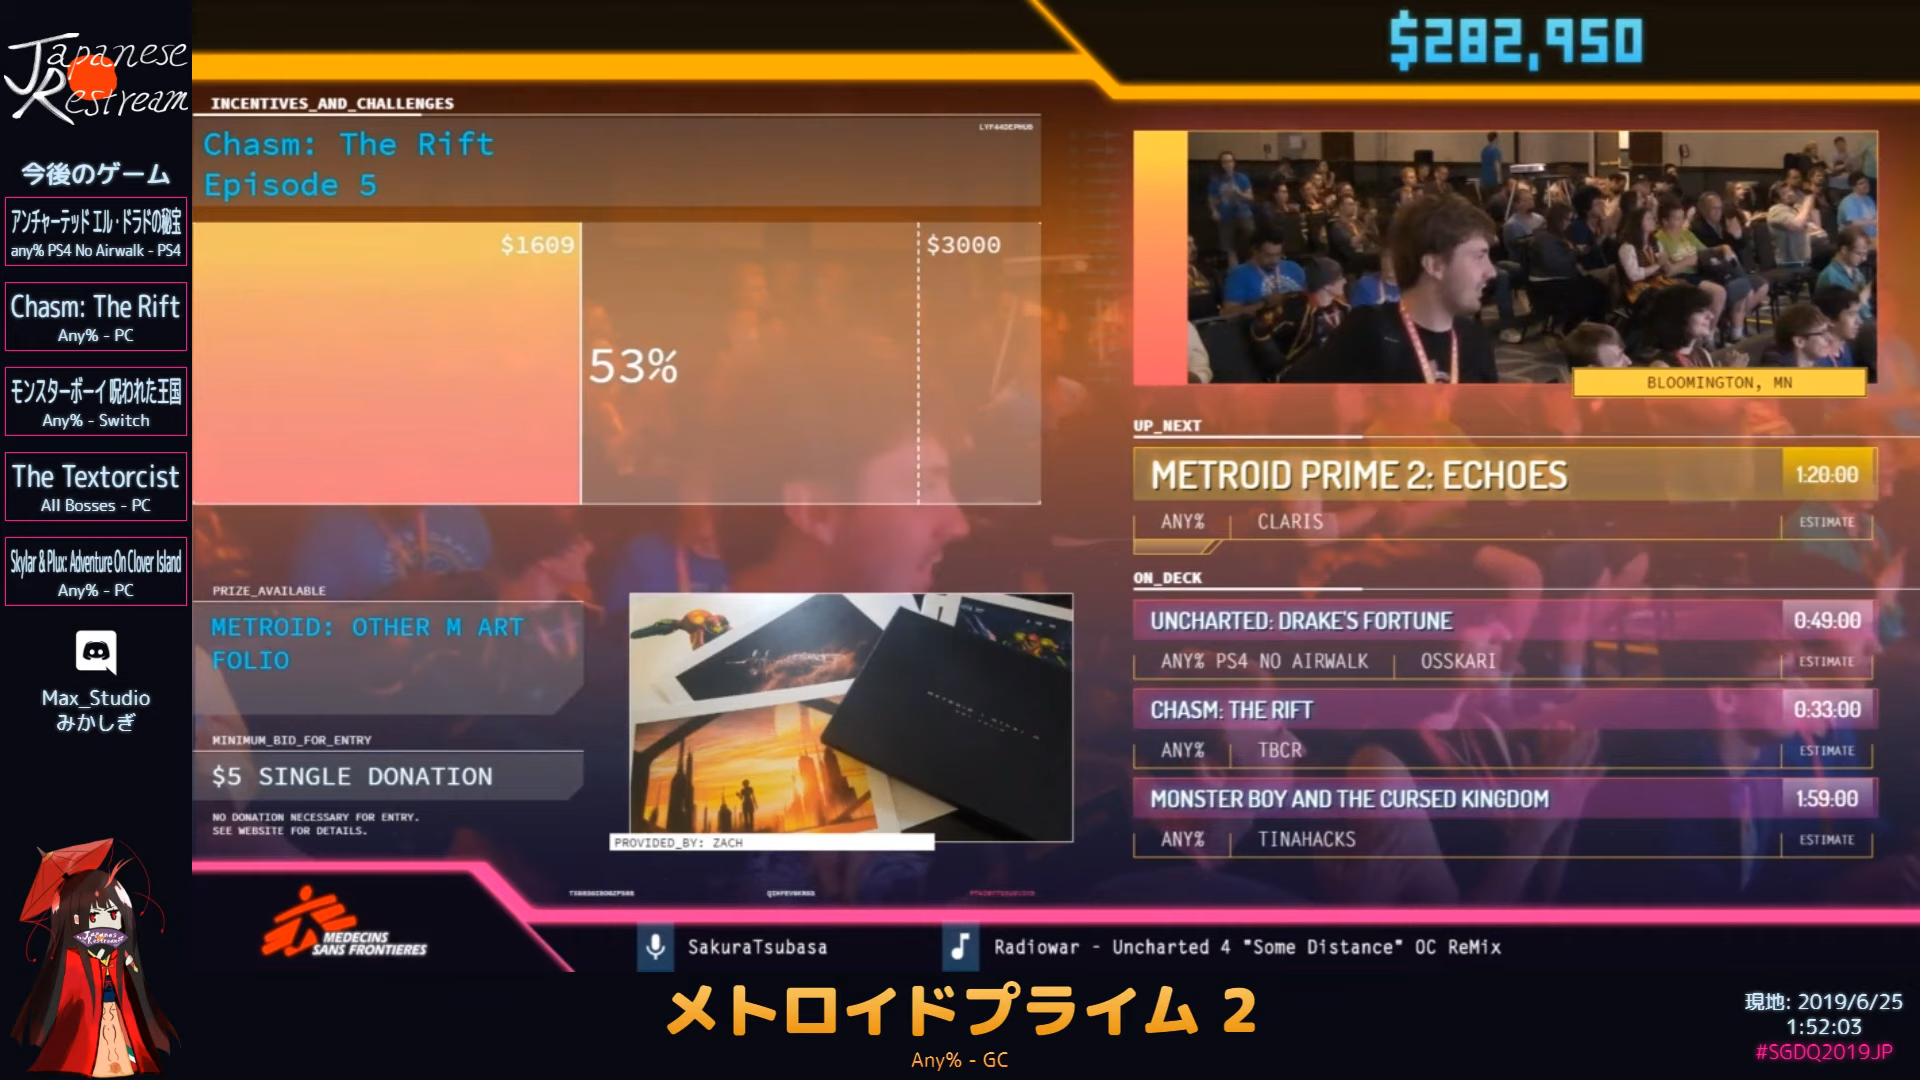 Japanese
Restream
今後のゲーム
アンチャーテッド エル・ドラドの秘宝
any% PS4 No Airwalk - PS4
Chasm: The Rift
Any% - PC
モンスターボーイ 呪われた王国
Any% - Switch
The Textorcist
All Bosses - PC
Skylar & Plux: Adventure On Clover Island
Any% - PC
Max_Studio
みかしぎ
$282,950
INCENTIVES_AND_CHALLENGES
Chasm: The Rift
Episode 5
$1609
$3000
53%
PRIZE_AVAILABLE
METROID: OTHER M ART
FOLIO
MINIMUM_BID_FOR_ENTRY
$5 SINGLE DONATION
NO DONATION NECESSARY FOR ENTRY.
SEE WEBSITE FOR DETAILS.
PROVIDED_BY: ZACH
BLOOMINGTON, MN
UP_NEXT
METROID PRIME 2: ECHOES 1:20:00
ANY% CLARIS ESTIMATE
ON_DECK
UNCHARTED: DRAKE'S FORTUNE 0:49:00
ANY% PS4 NO AIRWALK OSSKARI ESTIMATE
CHASM: THE RIFT 0:33:00
ANY% TBCR ESTIMATE
MONSTER BOY AND THE CURSED KINGDOM 1:59:00
ANY% TINAHACKS ESTIMATE
MEDECINS
SANS FRONTIERES
SakuraTsubasa
Radiowar - Uncharted 4 "Some Distance" OC ReMix
メトロイドプライム 2
Any% - GC
現地: 2019/6/25
1:52:03
#SGDQ2019JP